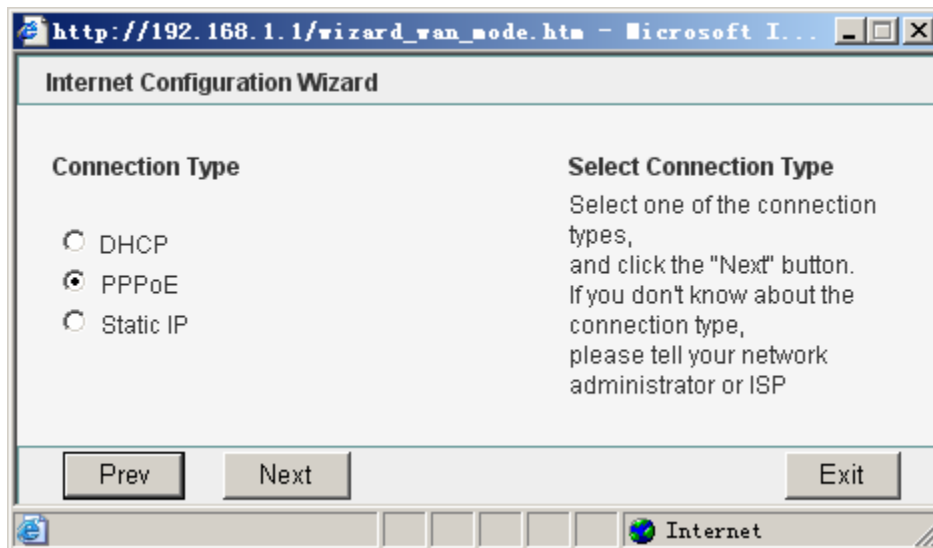 http://192.168.1.1/wizard_wan_mode.htm - Microsoft I...
Internet Configuration Wizard
Connection Type
DHCP
PPPoE
Static IP
Select Connection Type
Select one of the connection
types,
and click the "Next" button.
If you don't know about the
connection type,
please tell your network
administrator or ISP
Prev
Next
Exit
Internet